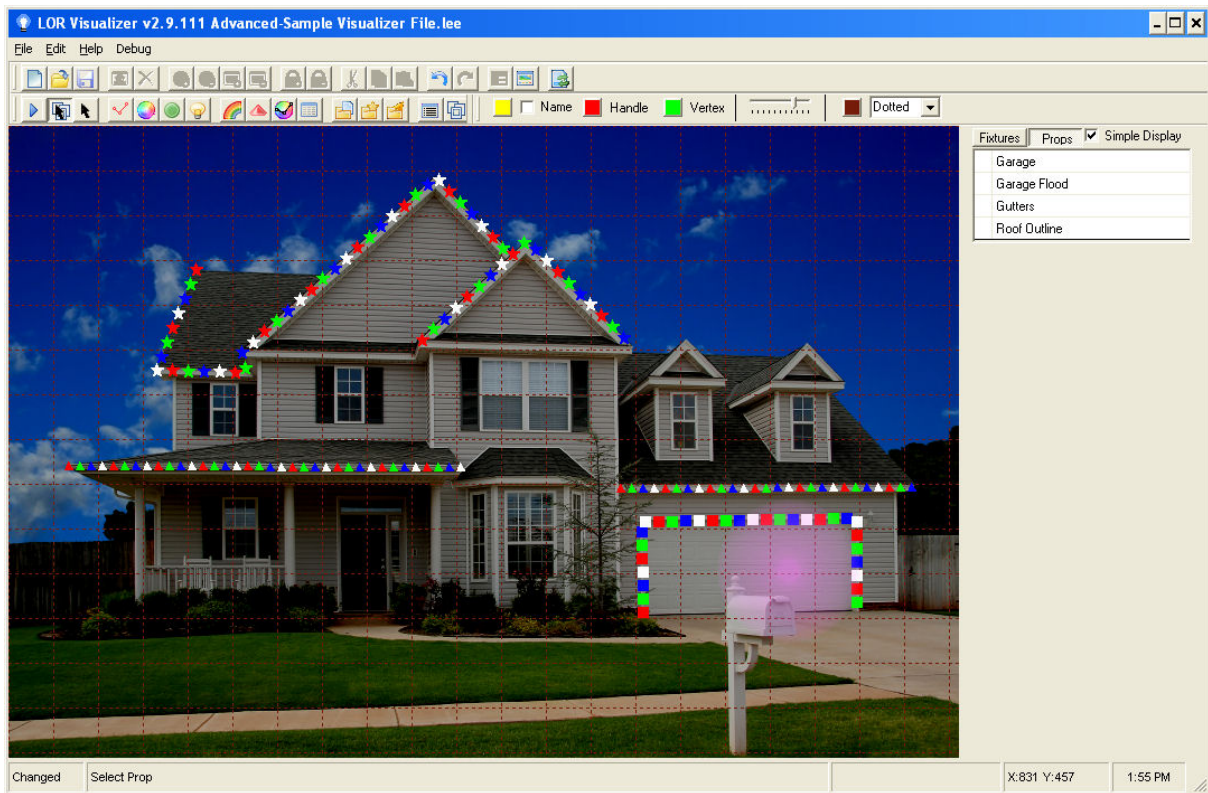 LOR Visualizer v2.9.111 Advanced-Sample Visualizer File.lee
File Edit Help Debug
Name Handle Vertex Dotted
Fixtures Props Simple Display
Garage
Garage Flood
Gutters
Roof Outline
Changed Select Prop X:831 Y:457 1:55 PM